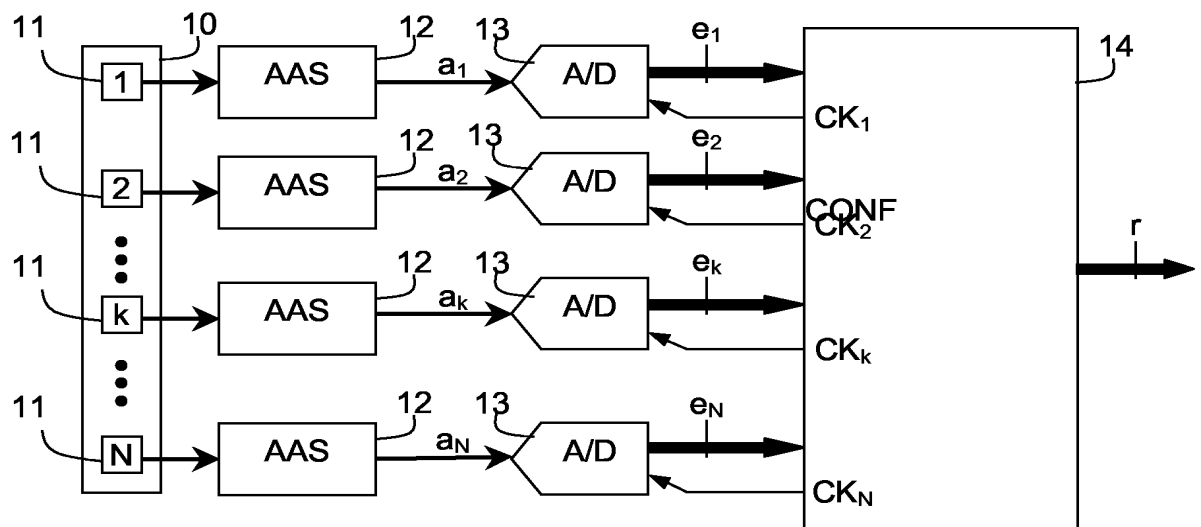 11 10 12 13 e1 14
1 AAS a1 A/D
CK1
11 12 13 e2
2 AAS a2 A/D
CONF
CK2
r
11 12 13 ek
k AAS ak A/D
CKk
11 12 13 eN
N AAS aN A/D
CKN